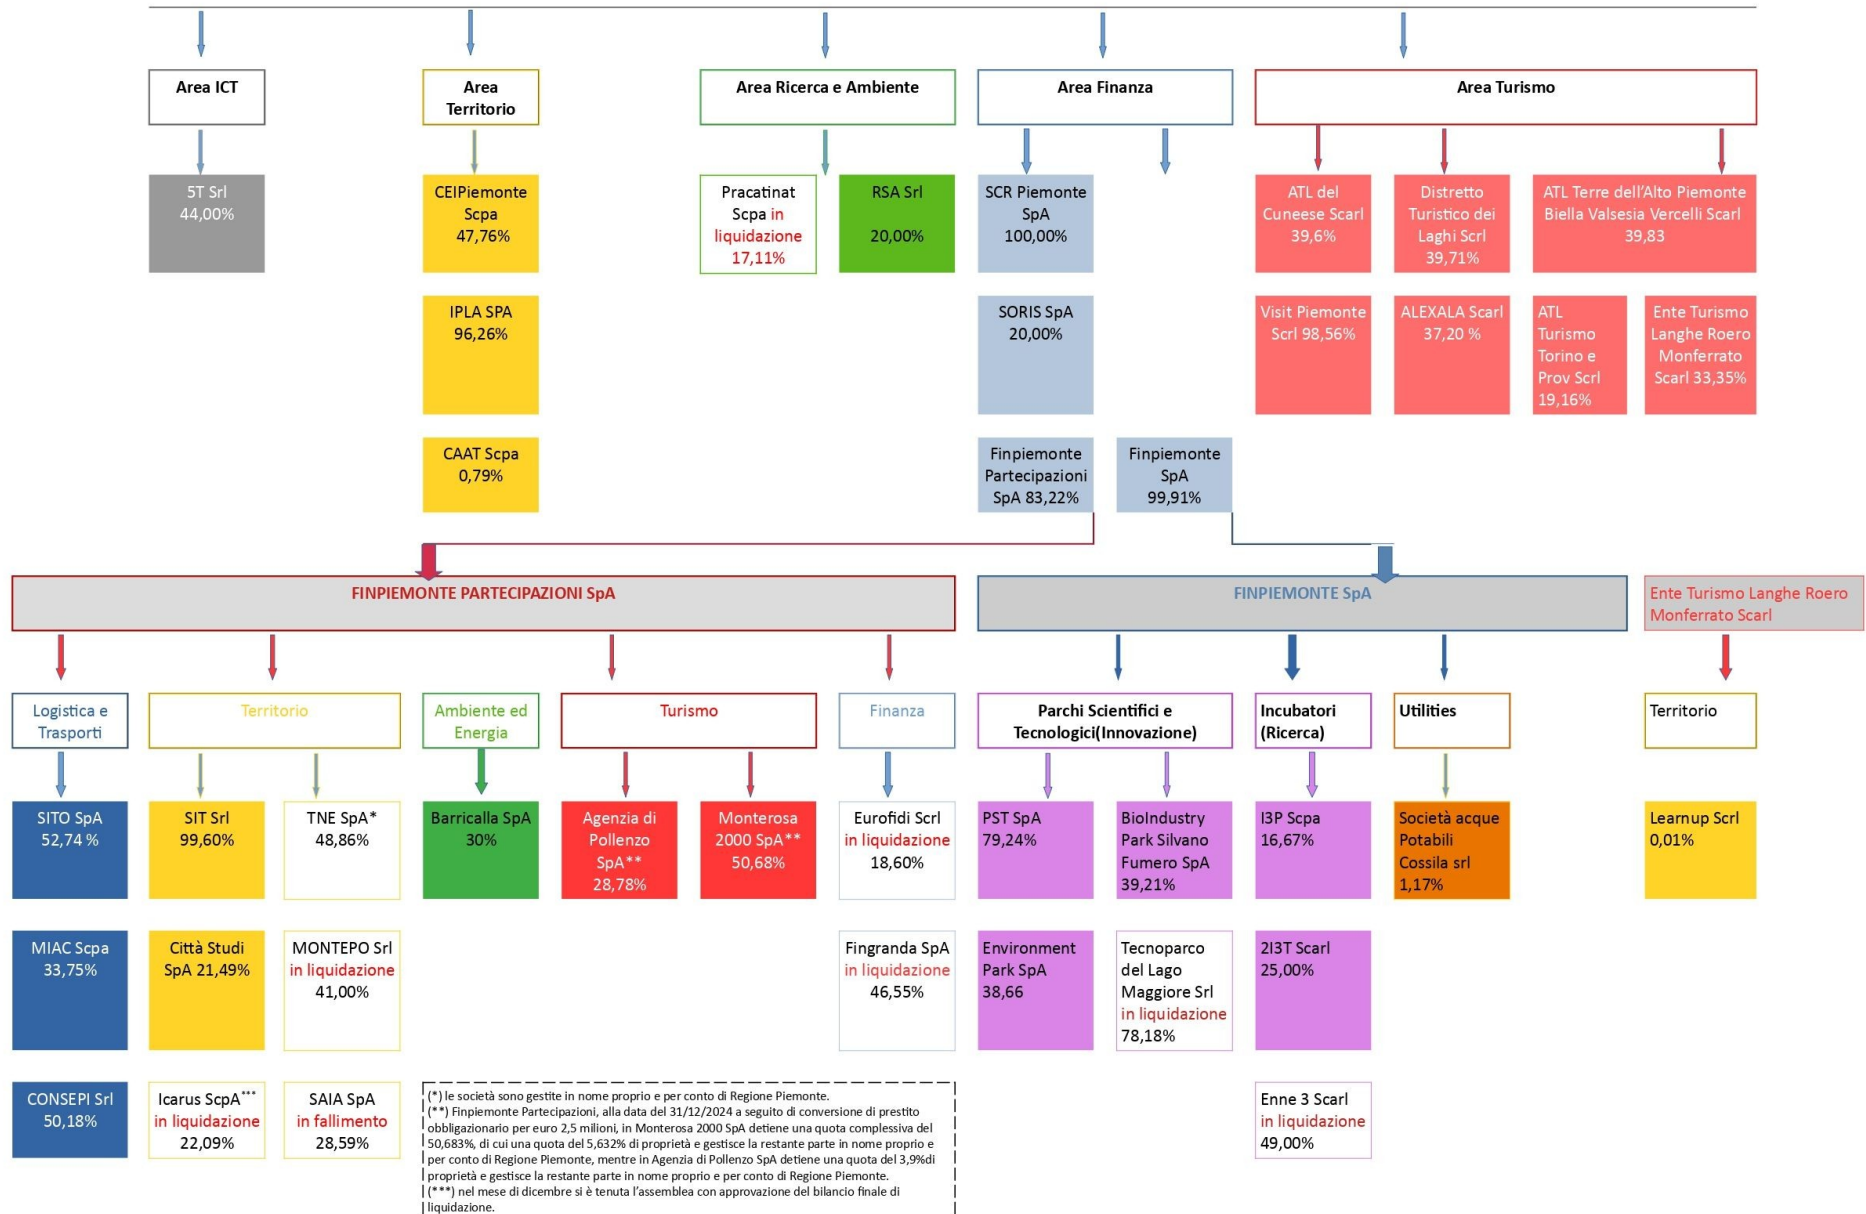 Area ICT
Area
Territorio
Area Ricerca e Ambiente
Area Finanza
Area Turismo
5T Srl
44,00%
CEIPiemonte
Scpa
47,76%
Pracatinat
Scpa in
liquidazione
17,11%
RSA Srl
20,00%
SCR Piemonte
SpA
100,00%
ATL del
Cuneese Scarl
39,6%
Distretto
Turistico dei
Laghi Scrl
39,71%
ATL Terre dell'Alto Piemonte
Biella Valsesia Vercelli Scarl
39,83
IPLA SPA
96,26%
SORIS SpA
20,00%
Visit Piemonte
Scrl 98,56%
ALEXALA Scarl
37,20 %
ATL
Turismo
Torino e
Prov Scrl
19,16%
Ente Turismo
Langhe Roero
Monferrato
Scarl 33,35%
CAAT Scpa
0,79%
Finpiemonte
Partecipazioni
SpA 83,22%
Finpiemonte
SpA
99,91%
FINPIEMONTE PARTECIPAZIONI SpA
FINPIEMONTE SpA
Ente Turismo Langhe Roero
Monferrato Scarl
Logistica e
Trasporti
Territorio
Ambiente ed
Energia
Turismo
Finanza
Parchi Scientifici e
Tecnologici(Innovazione)
Incubatori
(Ricerca)
Utilities
Territorio
SITO SpA
52,74 %
SIT Srl
99,60%
TNE SpA*
48,86%
Barricalla SpA
30%
Agenzia di
Pollenzo
SpA**
28,78%
Monterosa
2000 SpA**
50,68%
Eurofidi Scrl
in liquidazione
18,60%
PST SpA
79,24%
BioIndustry
Park Silvano
Fumero SpA
39,21%
I3P Scpa
16,67%
Società acque
Potabili
Cossila srl
1,17%
Learnup Scrl
0,01%
MIAC Scpa
33,75%
Città Studi
SpA 21,49%
MONTEPO Srl
in liquidazione
41,00%
Fingranda SpA
in liquidazione
46,55%
Environment
Park SpA
38,66
Tecnoparco
del Lago
Maggiore Srl
in liquidazione
78,18%
2I3T Scarl
25,00%
CONSEPI Srl
50,18%
Icarus ScpA***
in liquidazione
22,09%
SAIA SpA
in fallimento
28,59%
(*) le società sono gestite in nome proprio e per conto di Regione Piemonte.
(**) Finpiemonte Partecipazioni, alla data del 31/12/2024 a seguito di conversione di prestito
obbligazionario per euro 2,5 milioni, in Monterosa 2000 SpA detiene una quota complessiva del
50,683%, di cui una quota del 5,632% di proprietà e gestisce la restante parte in nome proprio e
per conto di Regione Piemonte, mentre in Agenzia di Pollenzo SpA detiene una quota del 3,9%di
proprietà e gestisce la restante parte in nome proprio e per conto di Regione Piemonte.
(***) nel mese di dicembre si è tenuta l'assemblea con approvazione del bilancio finale di
liquidazione.
Enne 3 Scarl
in liquidazione
49,00%